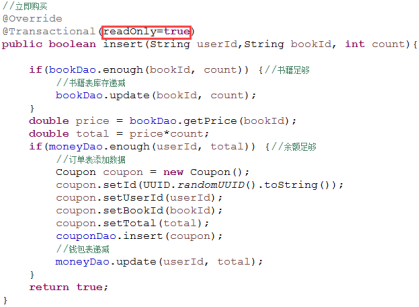 //立即购买
@Override
@Transactional(readOnly=true)
public boolean insert(String userId,String bookId, int count){
if(bookDao.enough(bookId, count)) {//书籍足够
//书籍表库存递减
bookDao.update(bookId, count);
}
double price = bookDao.getPrice(bookId);
double total = price*count;
if(moneyDao.enough(userId, total)) {//余额足够
//订单表添加数据
Coupon coupon = new Coupon();
coupon.setId(UUID.randomUUID().toString());
coupon.setUserId(userId);
coupon.setBookId(bookId);
coupon.setTotal(total);
couponDao.insert(coupon);
//钱包表递减
moneyDao.update(userId, total);
}
return true;
}